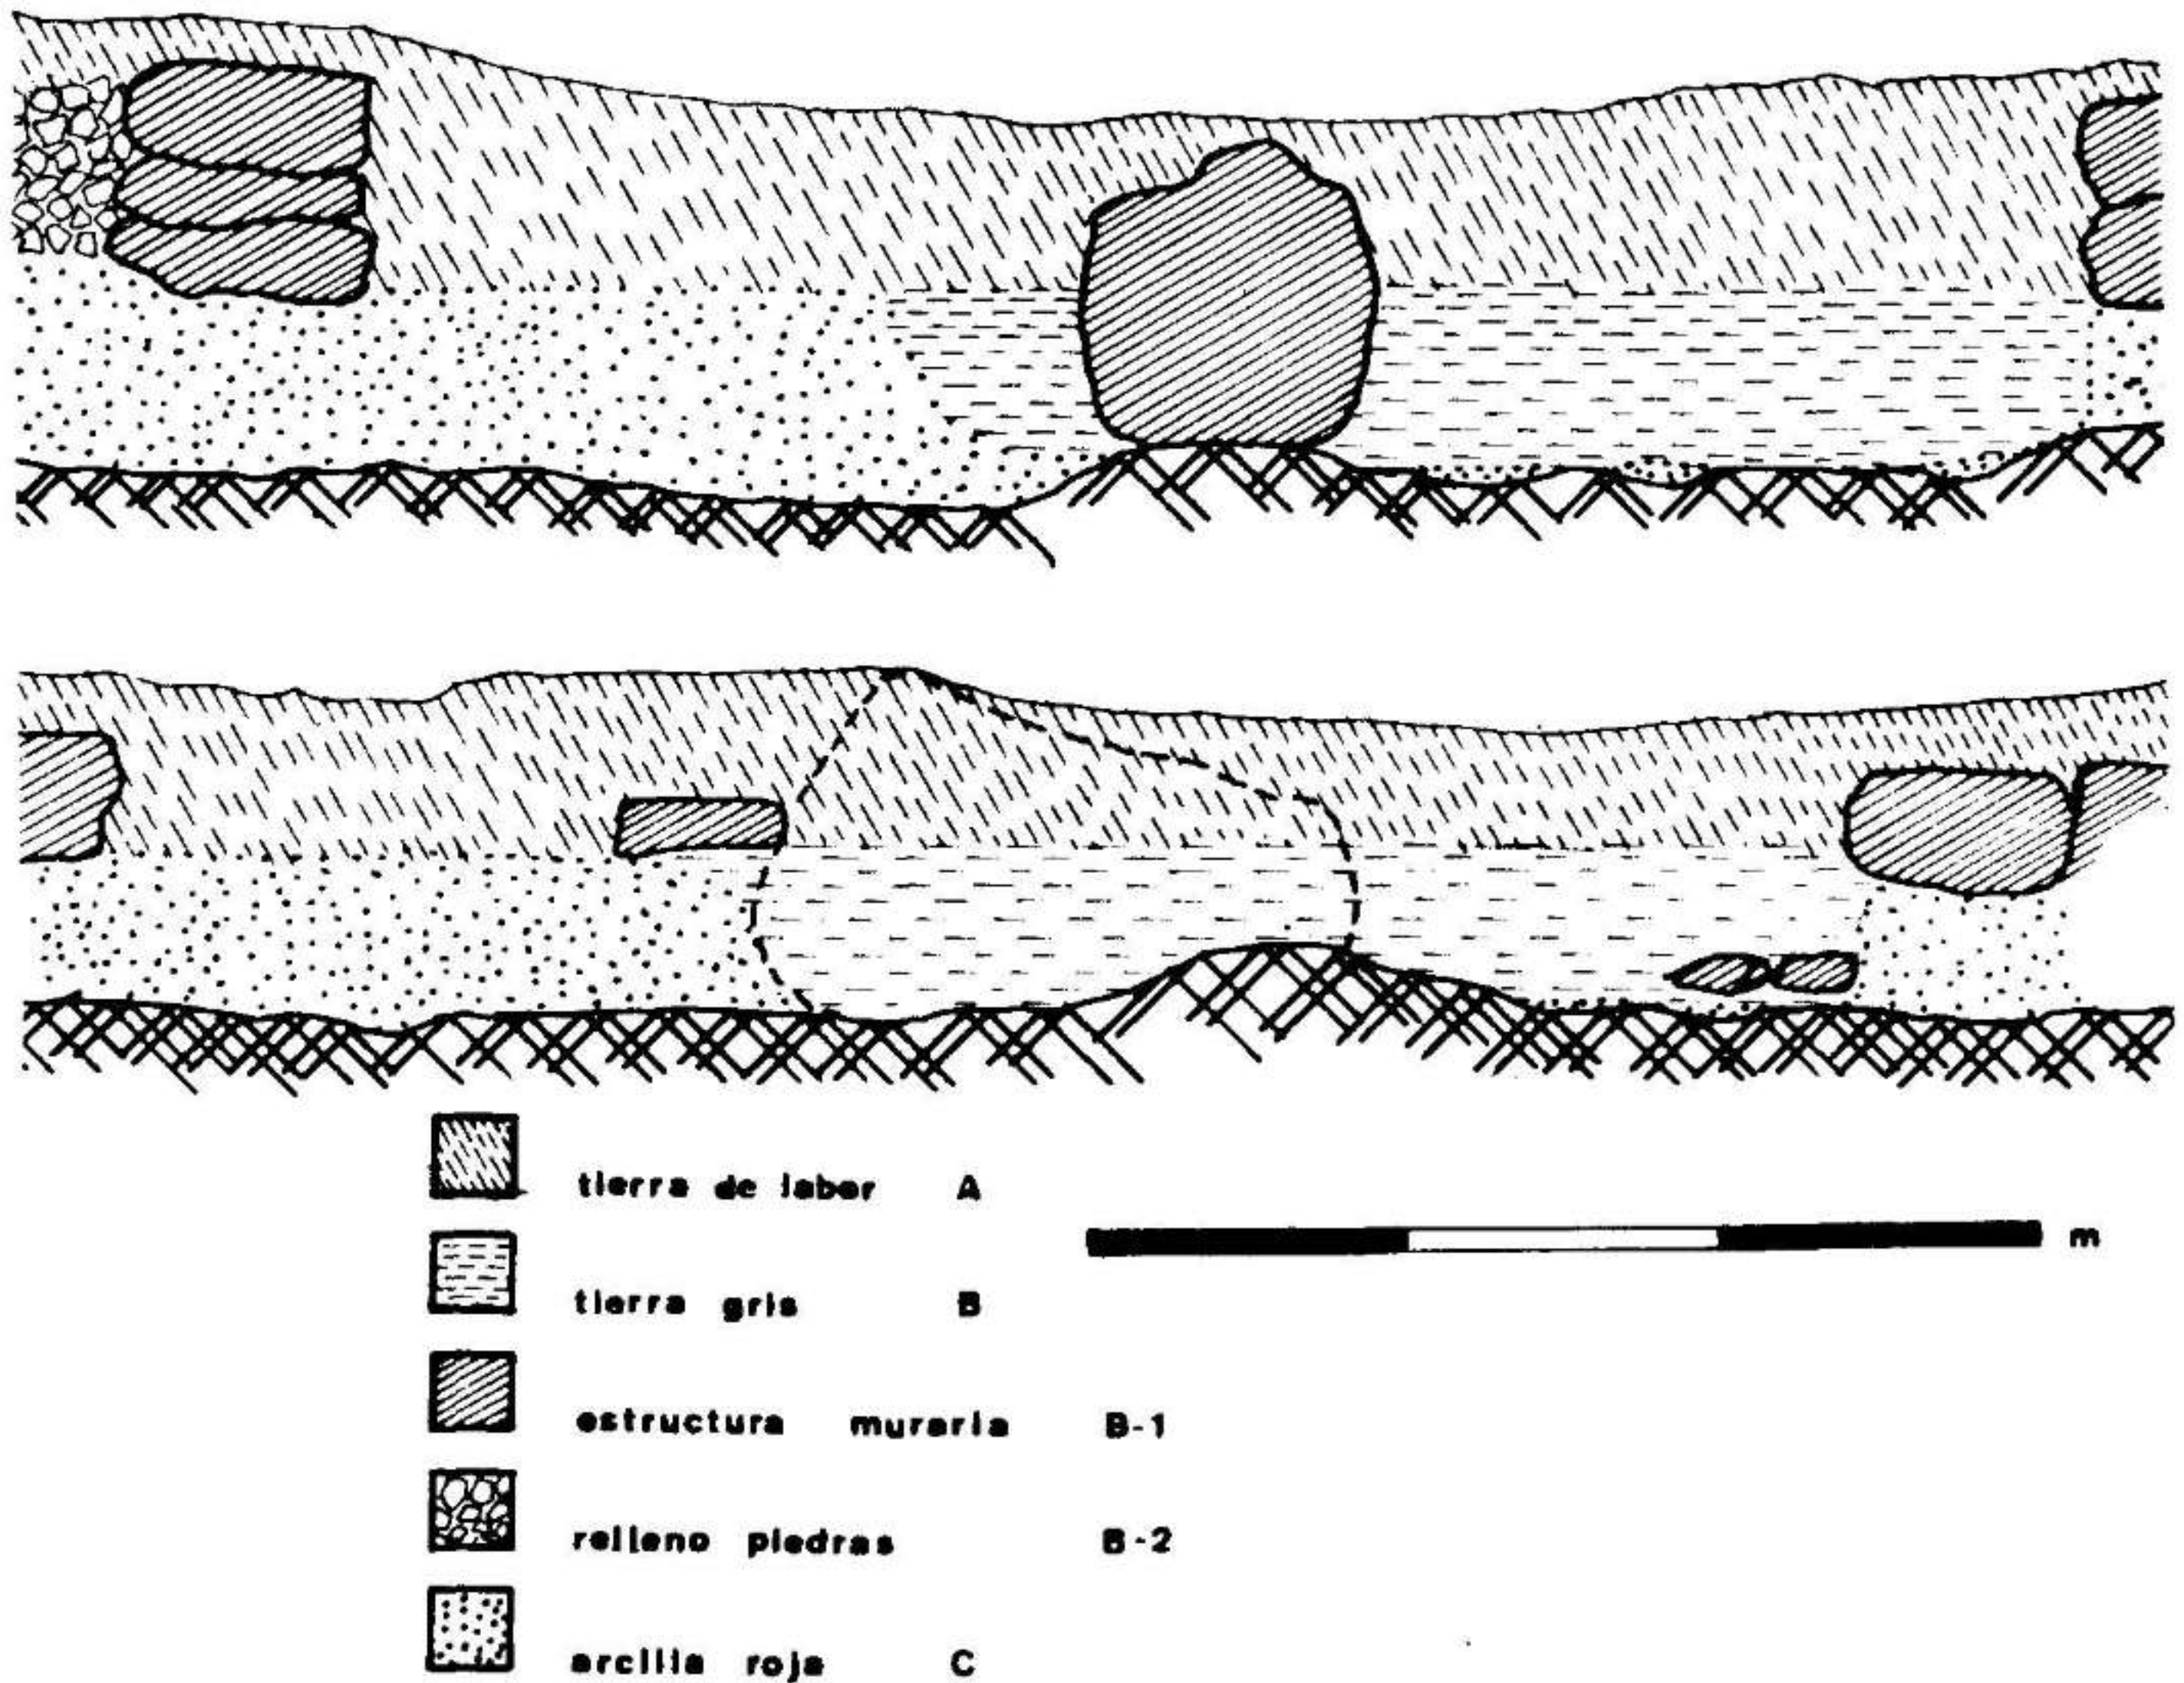 tierra de labor A
m
tierra gris B
estructura muraria B-1
relleno piedras B-2
arcilla roja C